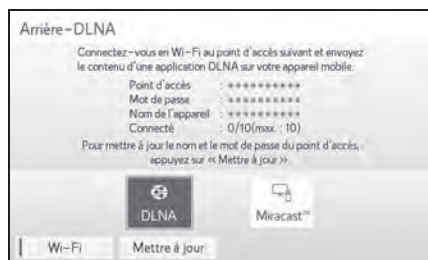 Arrière-DLNA
Connectez-vous en Wi-Fi au point d'accès suivant et envoyez
le contenu d'une application DLNA sur votre appareil mobile.
Point d'accès : **********
Mot de passe : **********
Nom de l'appareil : **********
Connecté : 0/10(max. : 10)
Pour mettre à jour le nom et le mot de passe du point d'accès,
appuyez sur « Mettre à jour ».
DLNA
Miracast™
Wi-Fi
Mettre à jour